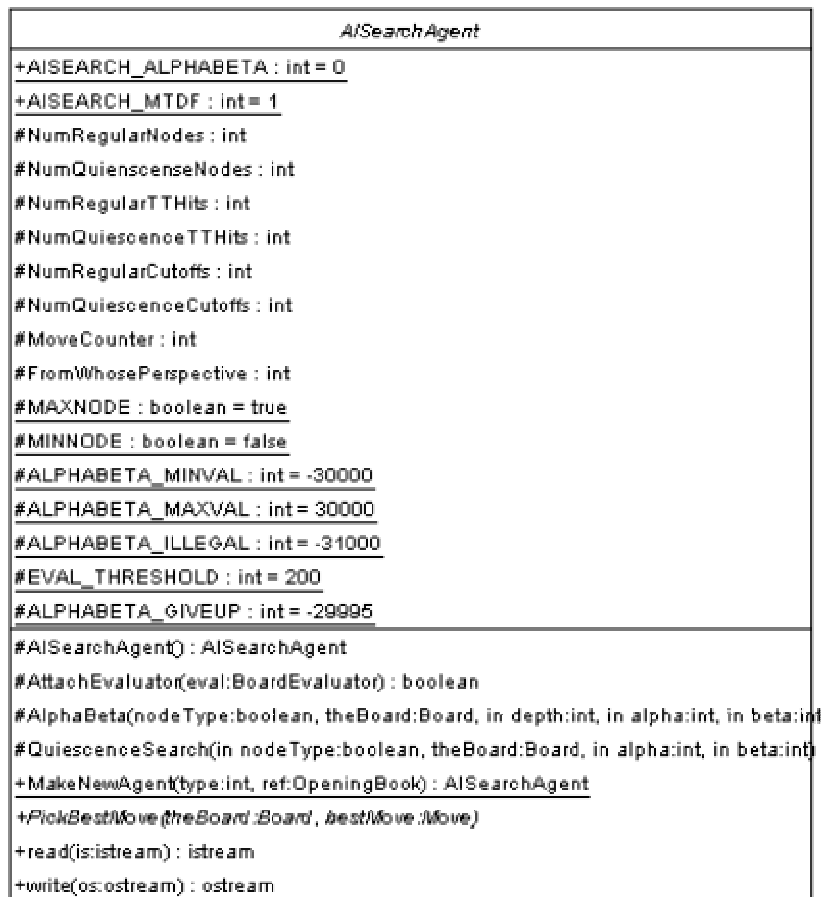 AISearchAgent
+AISEARCH_ALPHABETA : int = 0
+AISEARCH_MTDF : int = 1
#NumRegularNodes : int
#NumQuienscenseNodes : int
#NumRegularTTHits : int
#NumQuiescenceTTHits : int
#NumRegularCutoffs : int
#NumQuiescenceCutoffs : int
#MoveCounter : int
#FromWhosePerspective : int
#MAXNODE : boolean = true
#MINNODE : boolean = false
#ALPHABETA_MINVAL : int = -30000
#ALPHABETA_MAXVAL : int = 30000
#ALPHABETA_ILLEGAL : int = -31000
#EVAL_THRESHOLD : int = 200
#ALPHABETA_GIVEUP : int = -29995
#AISearchAgent() : AISearchAgent
#AttachEvaluator(eval:BoardEvaluator) : boolean
#AlphaBeta(nodeType:boolean, theBoard:Board, in depth:int, in alpha:int, in beta:int
#QuiescenceSearch(in nodeType:boolean, theBoard:Board, in alpha:int, in beta:int)
+MakeNewAgent(type:int, ref:OpeningBook) : AISearchAgent
+PickBestMove(theBoard:Board, bestMove:Move)
+read(is:istream) : istream
+write(os:ostream) : ostream